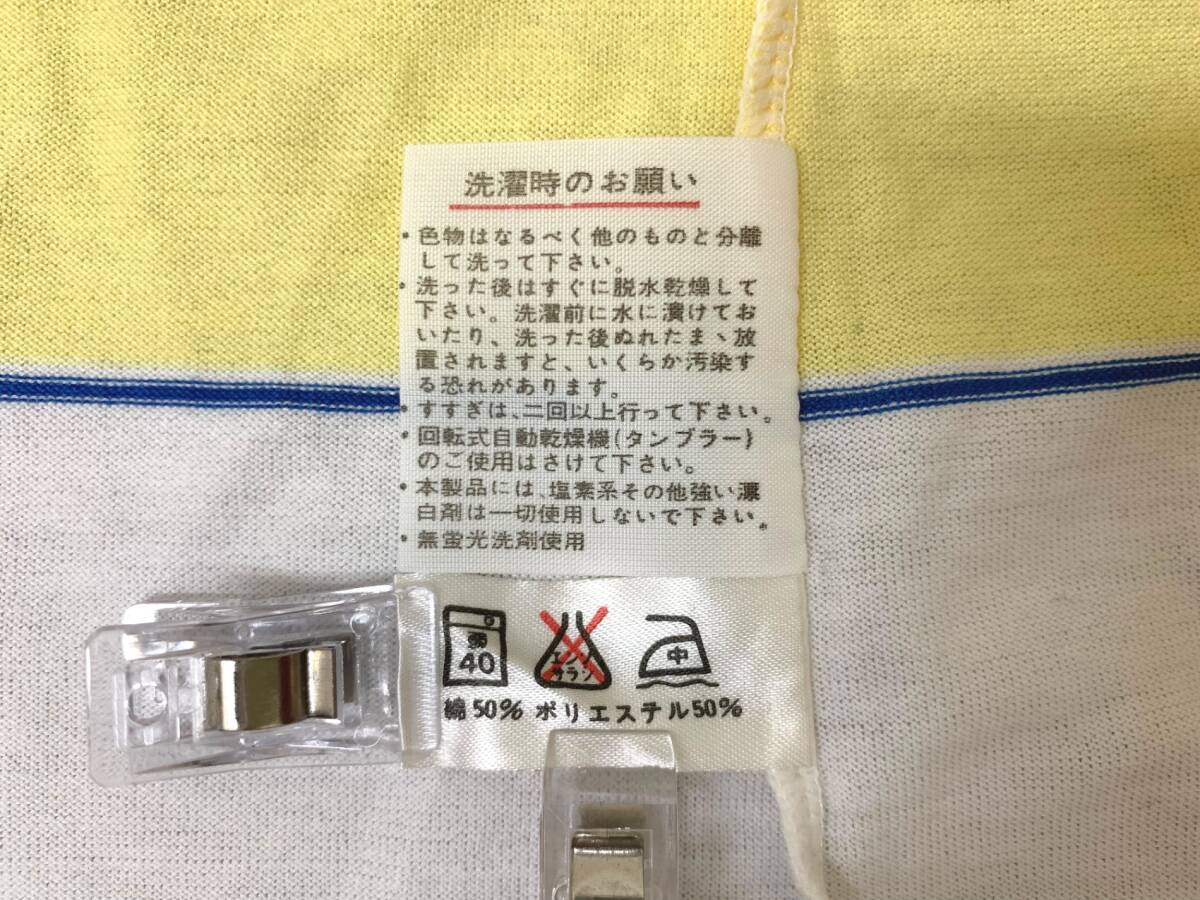 洗濯時のお願い
・色物はなるべく他のものと分離
して洗って下さい。
・洗った後はすぐに脱水乾燥して
下さい。洗濯前に水に漬けてお
いたり、洗った後ぬれたまヽ放
置されますと、いくらか汚染す
る恐れがあります。
・すすぎは、二回以上行って下さい。
・回転式自動乾燥機(タンブラー)
のご使用はさけて下さい。
・本製品には、塩素系その他強い漂
白剤は一切使用しないで下さい。
・無蛍光洗剤使用
弱
40
エンソ
サラシ
中
綿50% ポリエステル50%